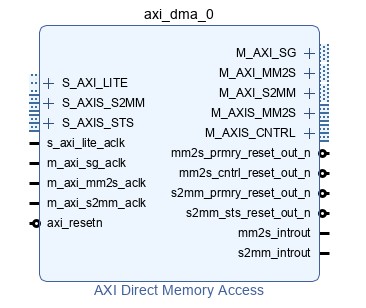 axi_dma_0
S_AXI_LITE
S_AXIS_S2MM
S_AXIS_STS
s_axi_lite_aclk
m_axi_sg_aclk
m_axi_mm2s_aclk
m_axi_s2mm_aclk
axi_resetn
M_AXI_SG
M_AXI_MM2S
M_AXI_S2MM
M_AXIS_MM2S
M_AXIS_CNTRL
mm2s_prmry_reset_out_n
mm2s_cntrl_reset_out_n
s2mm_prmry_reset_out_n
s2mm_sts_reset_out_n
mm2s_introut
s2mm_introut
AXI Direct Memory Access